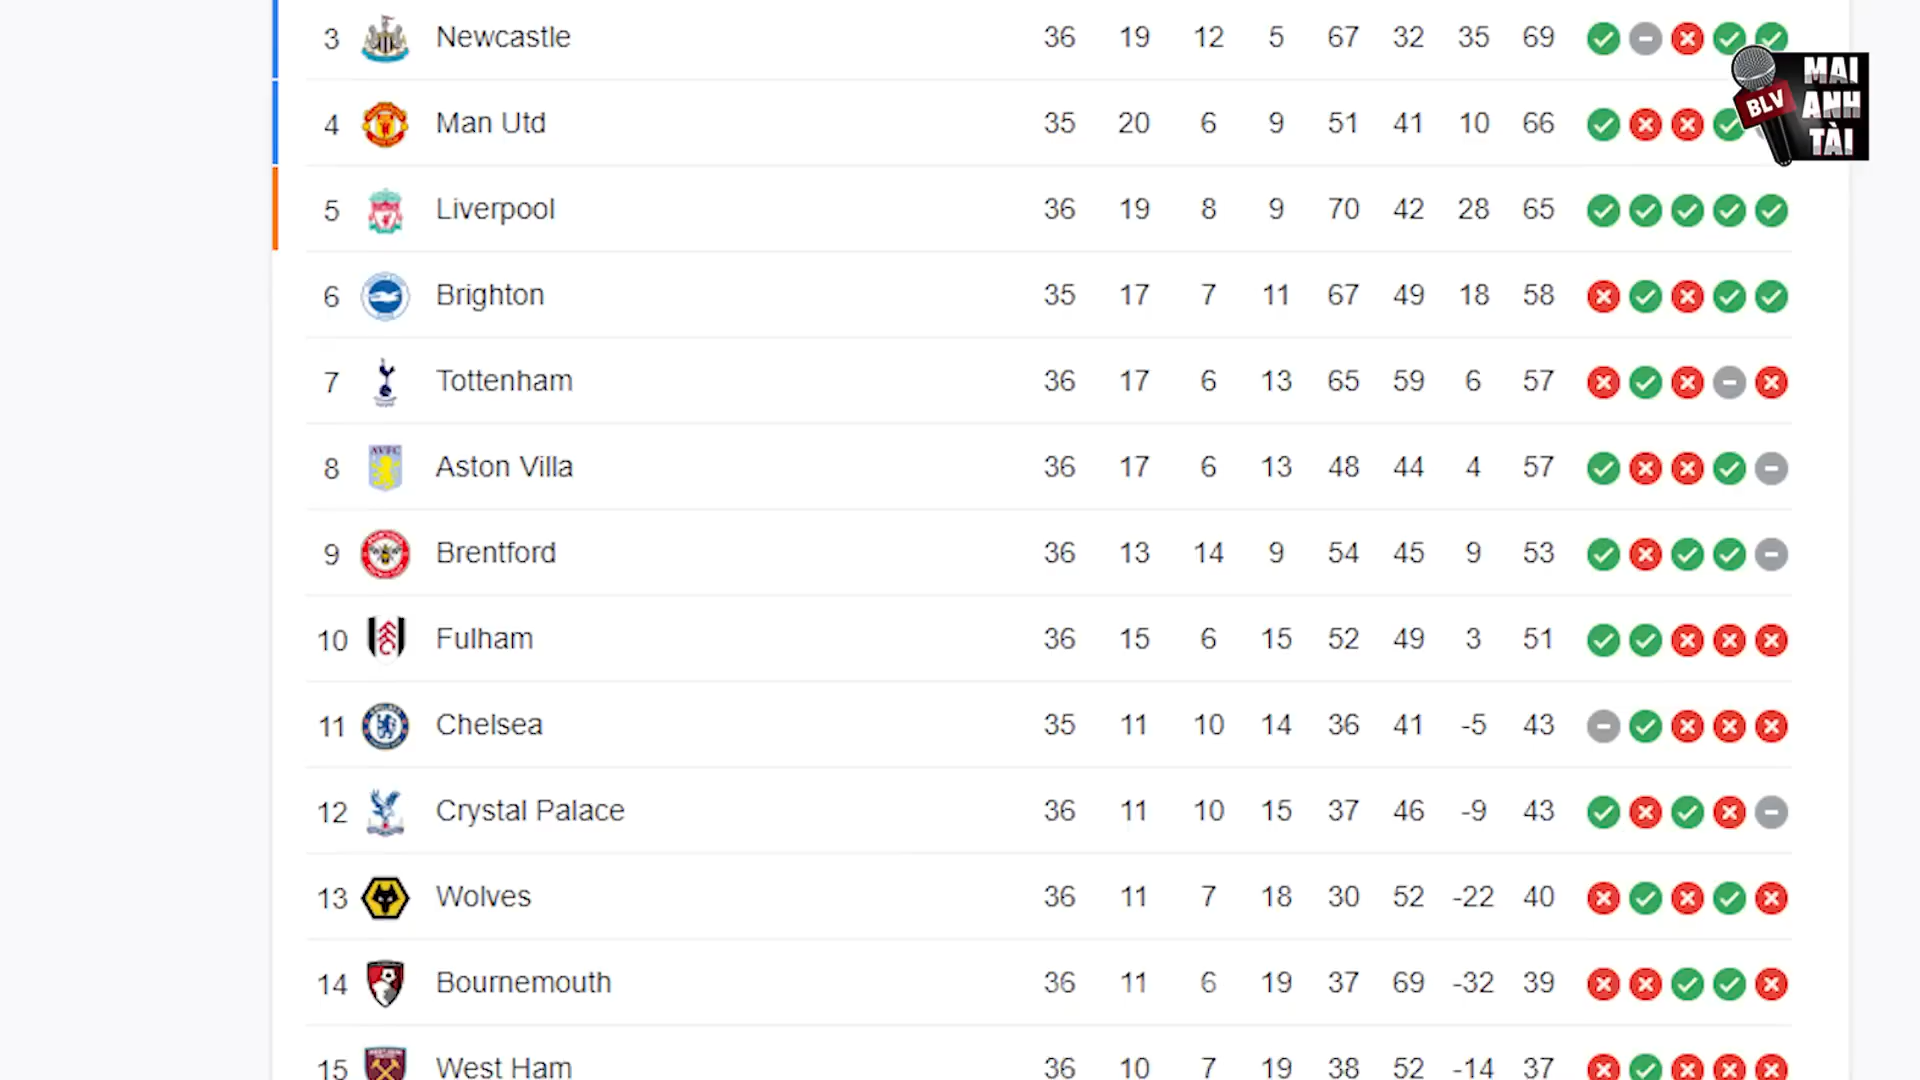 3 Newcastle 36 19 12 5 67 32 35 69
4 Man Utd 35 20 6 9 51 41 10 66
5 Liverpool 36 19 8 9 70 42 28 65
6 Brighton 35 17 7 11 67 49 18 58
7 Tottenham 36 17 6 13 65 59 6 57
8 Aston Villa 36 17 6 13 48 44 4 57
9 Brentford 36 13 14 9 54 45 9 53
10 Fulham 36 15 6 15 52 49 3 51
11 Chelsea 35 11 10 14 36 41 -5 43
12 Crystal Palace 36 11 10 15 37 46 -9 43
13 Wolves 36 11 7 18 30 52 -22 40
14 Bournemouth 36 11 6 19 37 69 -32 39
15 West Ham 36 10 7 19 38 52 -14 37
BLV
MAI
ANH
TÀI
AVFC